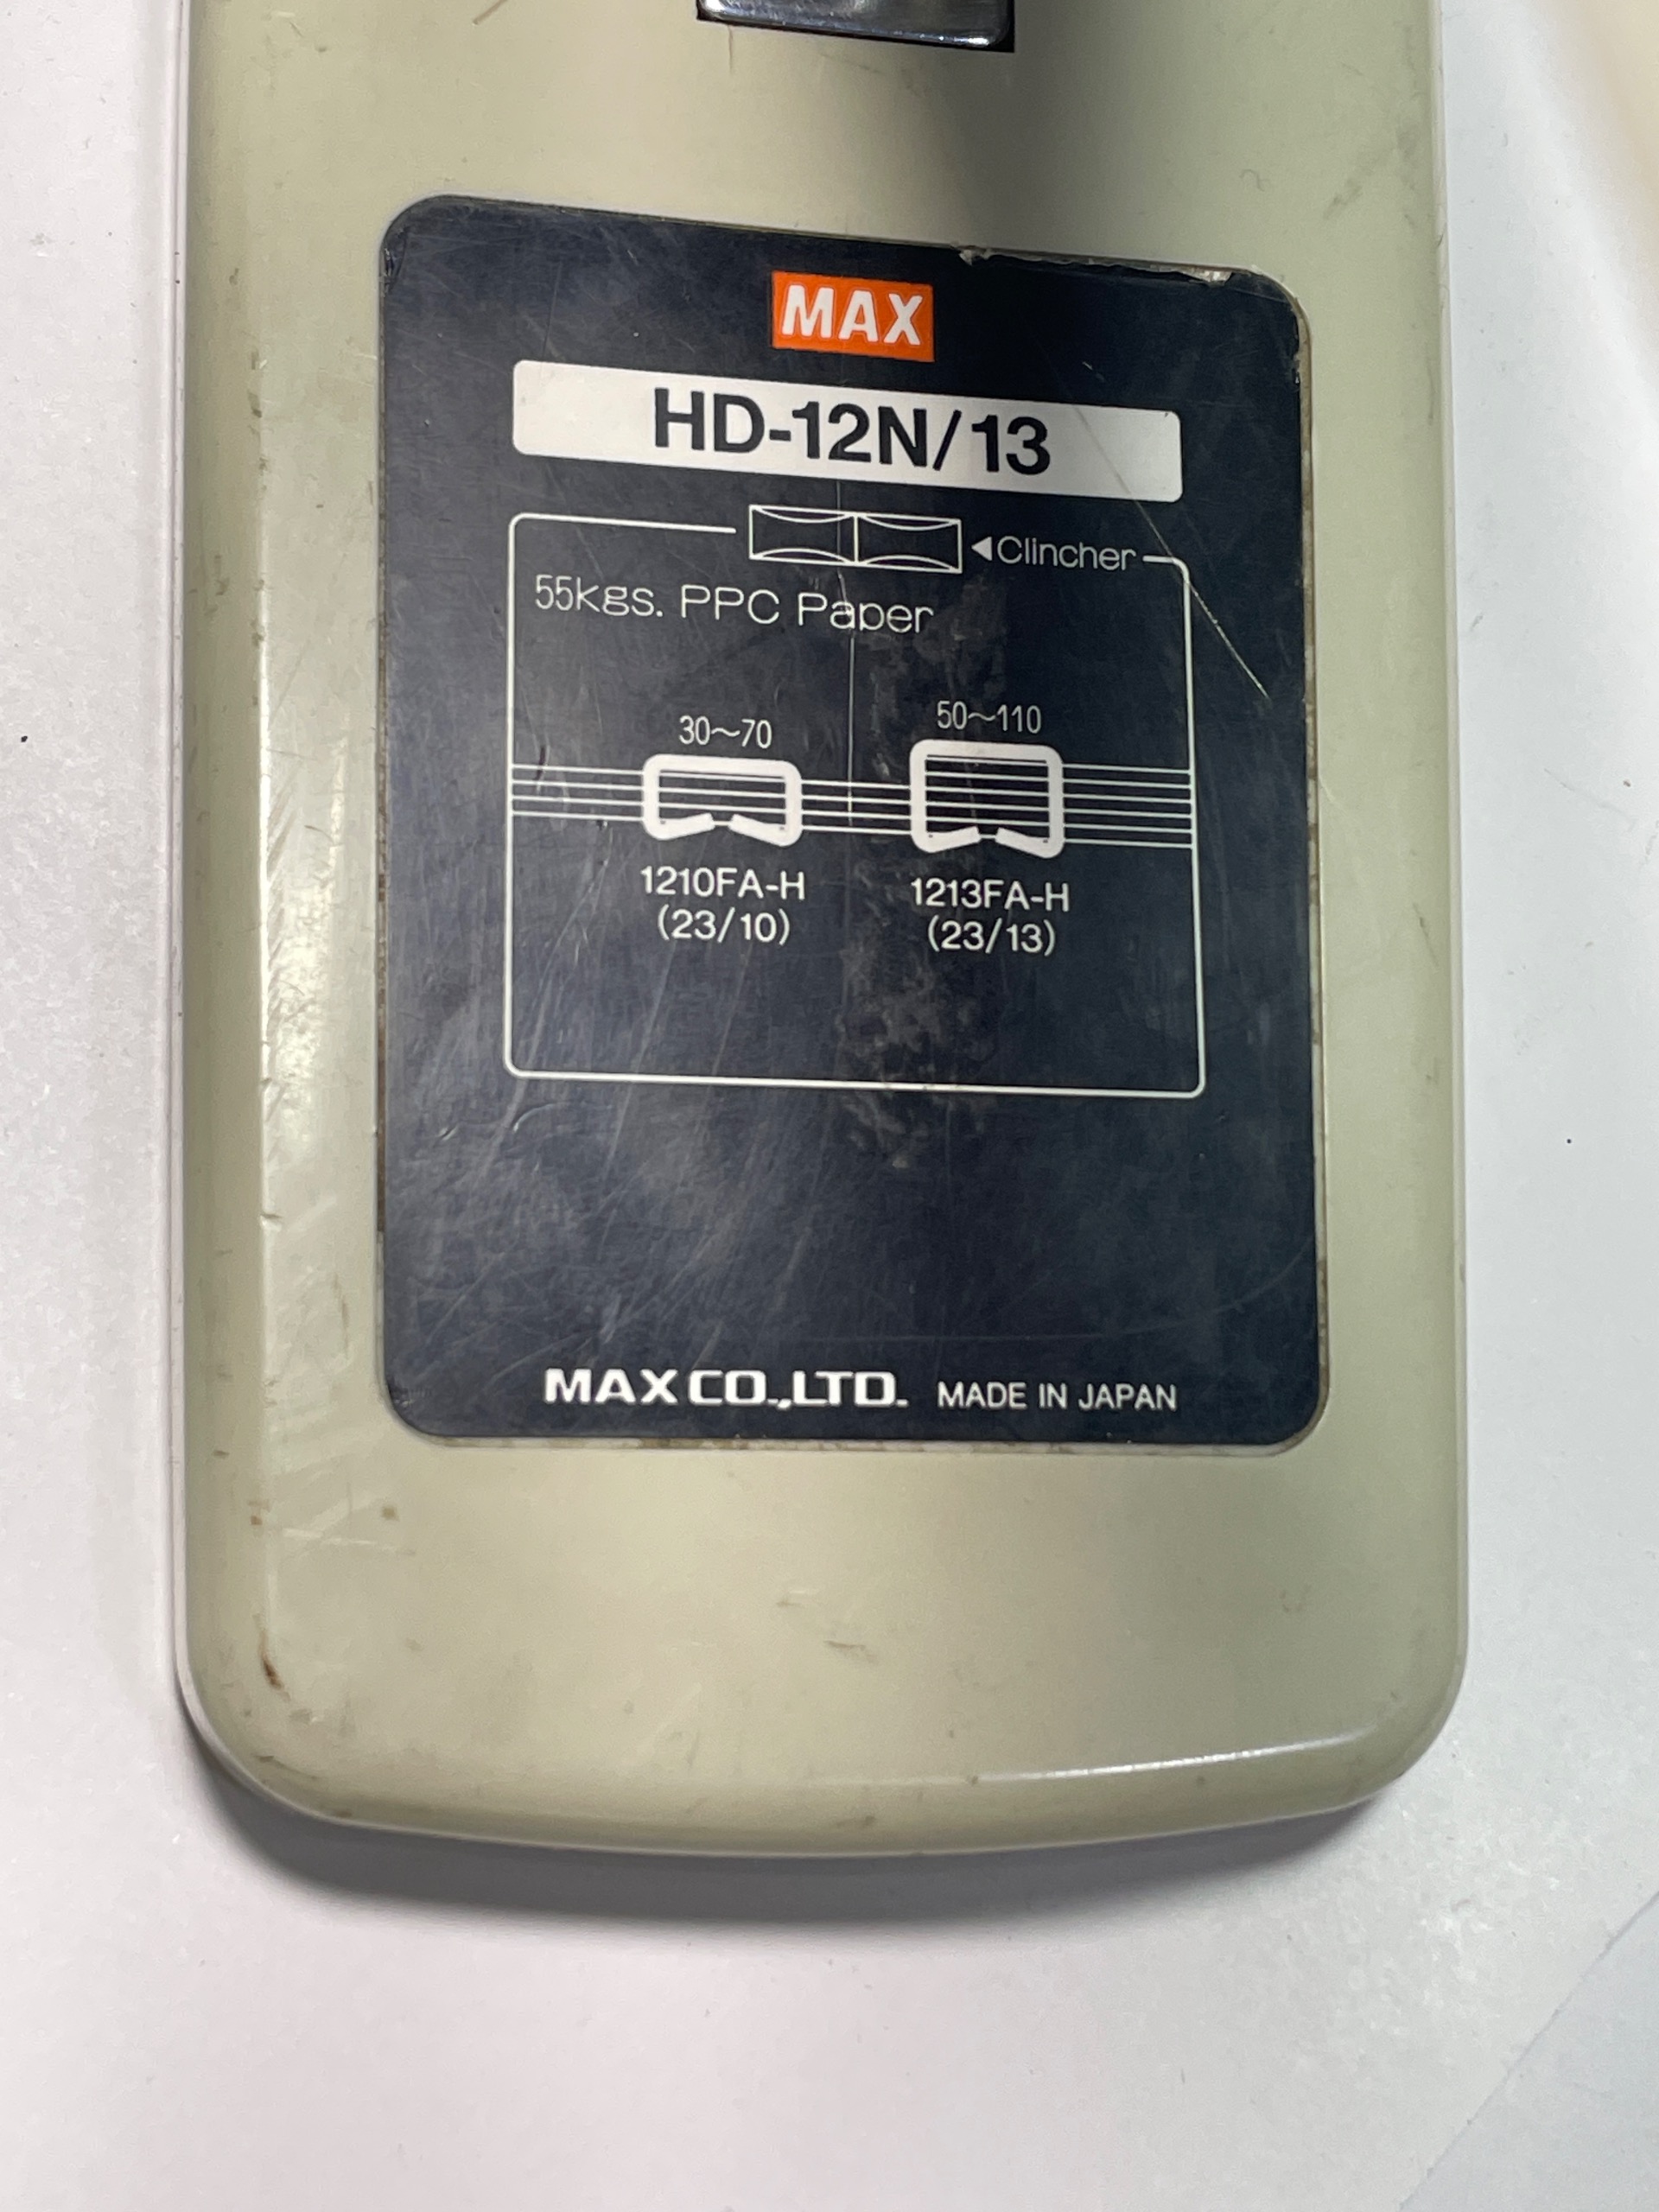 MAX
HD-12N/13
◀Clincher
55kgs. PPC Paper
30~70 50~110
1210FA-H 1213FA-H
(23/10) (23/13)
MAX CO.,LTD. MADE IN JAPAN